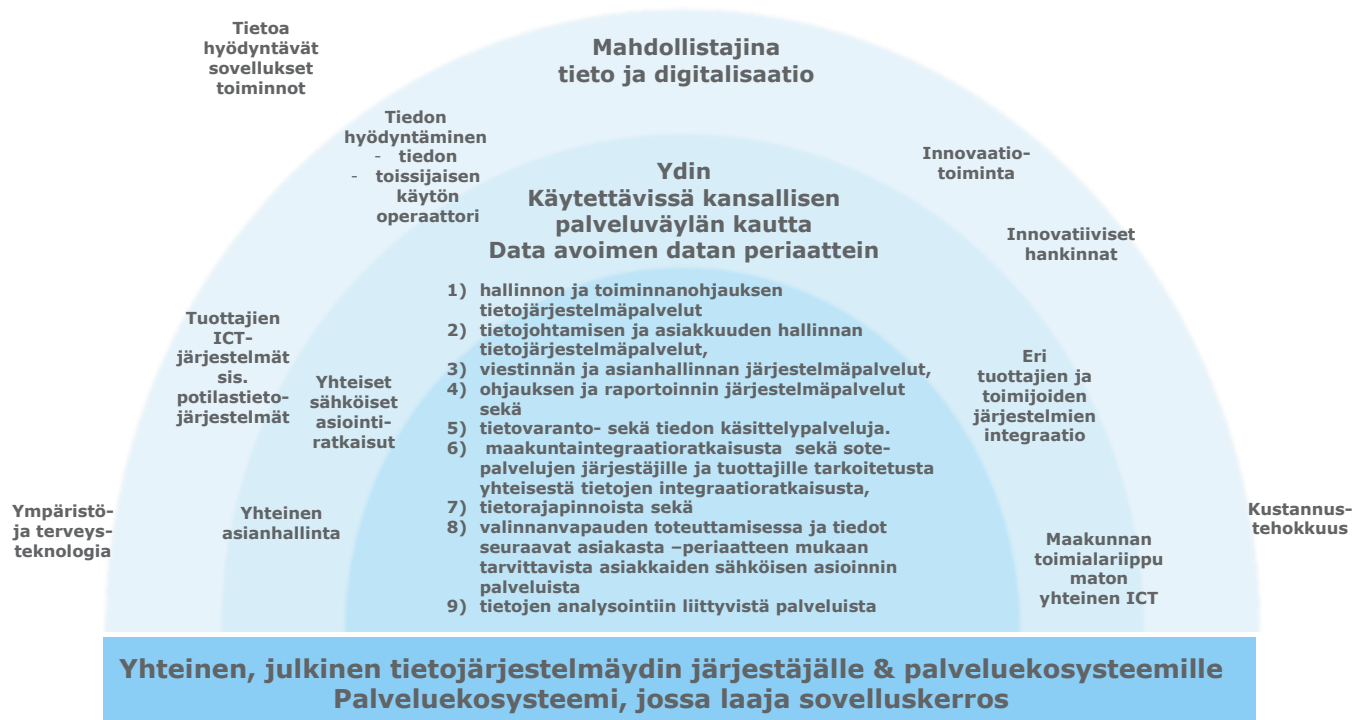 Tietoa
hyödyntävät
sovellukset
toiminnot
Mahdollistajina
tieto ja digitalisaatio
Tiedon
hyödyntäminen
- tiedon
- toissijaisen
käytön
operaattori
Innovaatio-
toiminta
Innovatiiviset
hankinnat
Ydin
Käytettävissä kansallisen
palveluväylän kautta
Data avoimen datan periaattein
1) hallinnon ja toiminnanohjauksen
tietojärjestelmäpalvelut
2) tietojohtamisen ja asiakkuuden hallinnan
tietojärjestelmäpalvelut,
3) viestinnän ja asianhallinnan järjestelmäpalvelut,
4) ohjauksen ja raportoinnin järjestelmäpalvelut
sekä
5) tietovaranto- sekä tiedon käsittelypalveluja.
6) maakuntaintegraatioratkaisusta sekä sote-
palvelujen järjestäjille ja tuottajille tarkoitetusta
yhteisestä tietojen integraatioratkaisusta,
7) tietorajapinnoista sekä
8) valinnanvapauden toteuttamisessa ja tiedot
seuraavat asiakasta –periaatteen mukaan
tarvittavista asiakkaiden sähköisen asioinnin
palveluista
9) tietojen analysointiin liittyvistä palveluista
Tuottajien
ICT-
järjestelmät
sis.
potilastieto-
järjestelmät
Yhteiset
sähköiset
asiointi-
ratkaisut
Eri
tuottajien ja
toimijoiden
järjestelmien
integraatio
Ympäristö-
ja terveys-
teknologia
Yhteinen
asianhallinta
Maakunnan
toimialariippu
maton
yhteinen ICT
Kustannus-
tehokkuus
Yhteinen, julkinen tietojärjestelmäydin järjestäjälle & palveluekosysteemille
Palveluekosysteemi, jossa laaja sovelluskerros